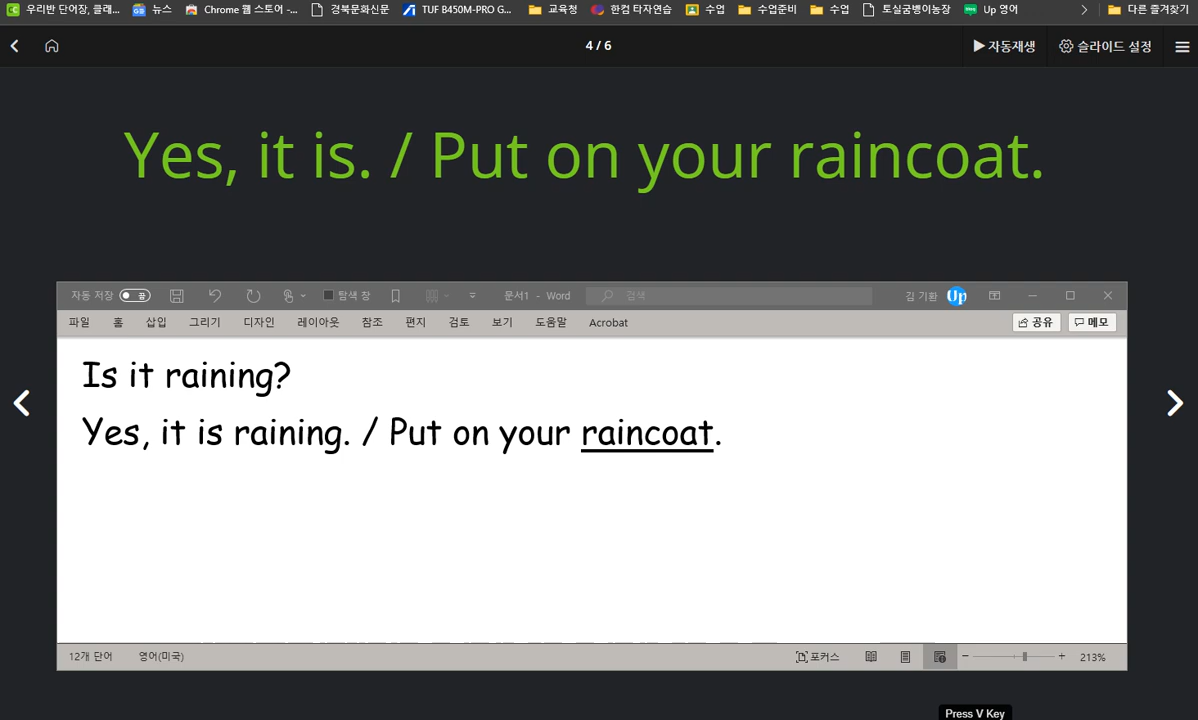 우리반 단어장, 클래... 뉴스 Chrome 웹 스토어 -... 경북문화신문 TUF B450M-PRO G... 교육청 한컴 타자연습 수업 수업준비 수업 토실굼벵이농장 Up 영어 다른 즐겨찾기
4 / 6 자동재생 슬라이드 설정
Yes, it is. / Put on your raincoat.
자동 저장 끔 탐색 창 문서1 - Word 검색 김 기환 Up
파일 홈 삽입 그리기 디자인 레이아웃 참조 편지 검토 보기 도움말 Acrobat 공유 메모
Is it raining?
Yes, it is raining. / Put on your raincoat.
12개 단어 영어(미국) 포커스 213%
Press V Key